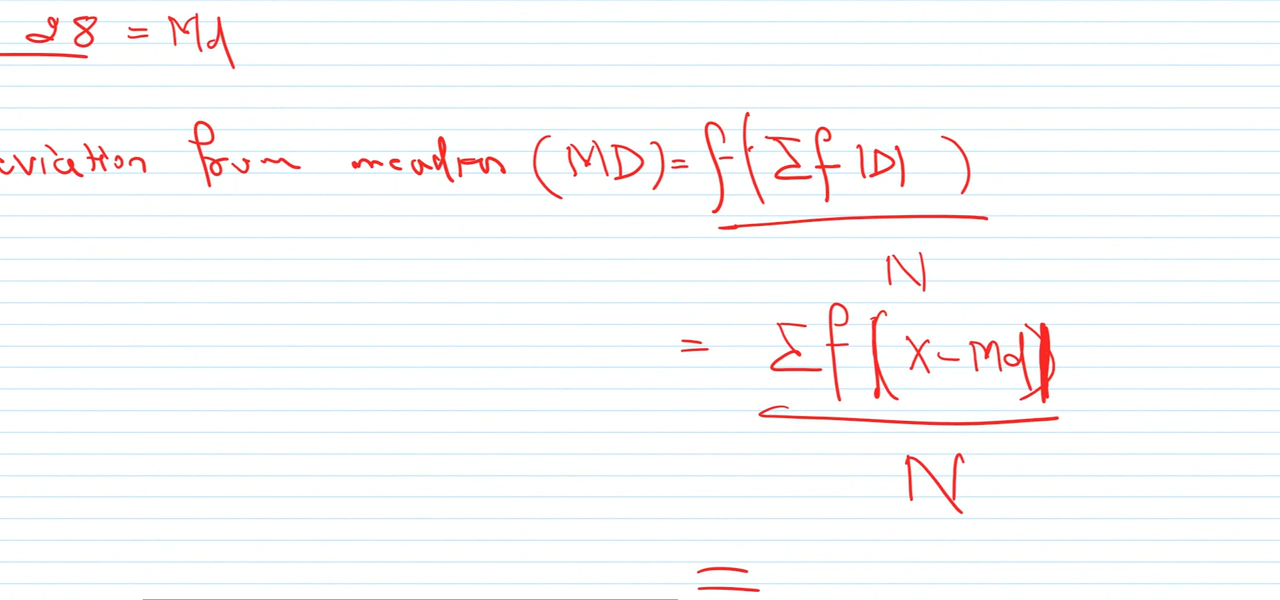 28 = Md
eviation from median (MD) = f(Σf |D| )
N
= Σf |(x - Md)|
N
=